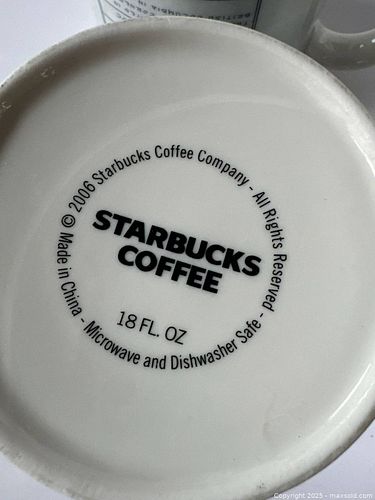 © 2006 Starbucks Coffee Company - All Rights Reserved - Microwave and Dishwasher Safe - Made in China
STARBUCKS
COFFEE
18 FL. OZ
Copyright 2025 - maxsold.com